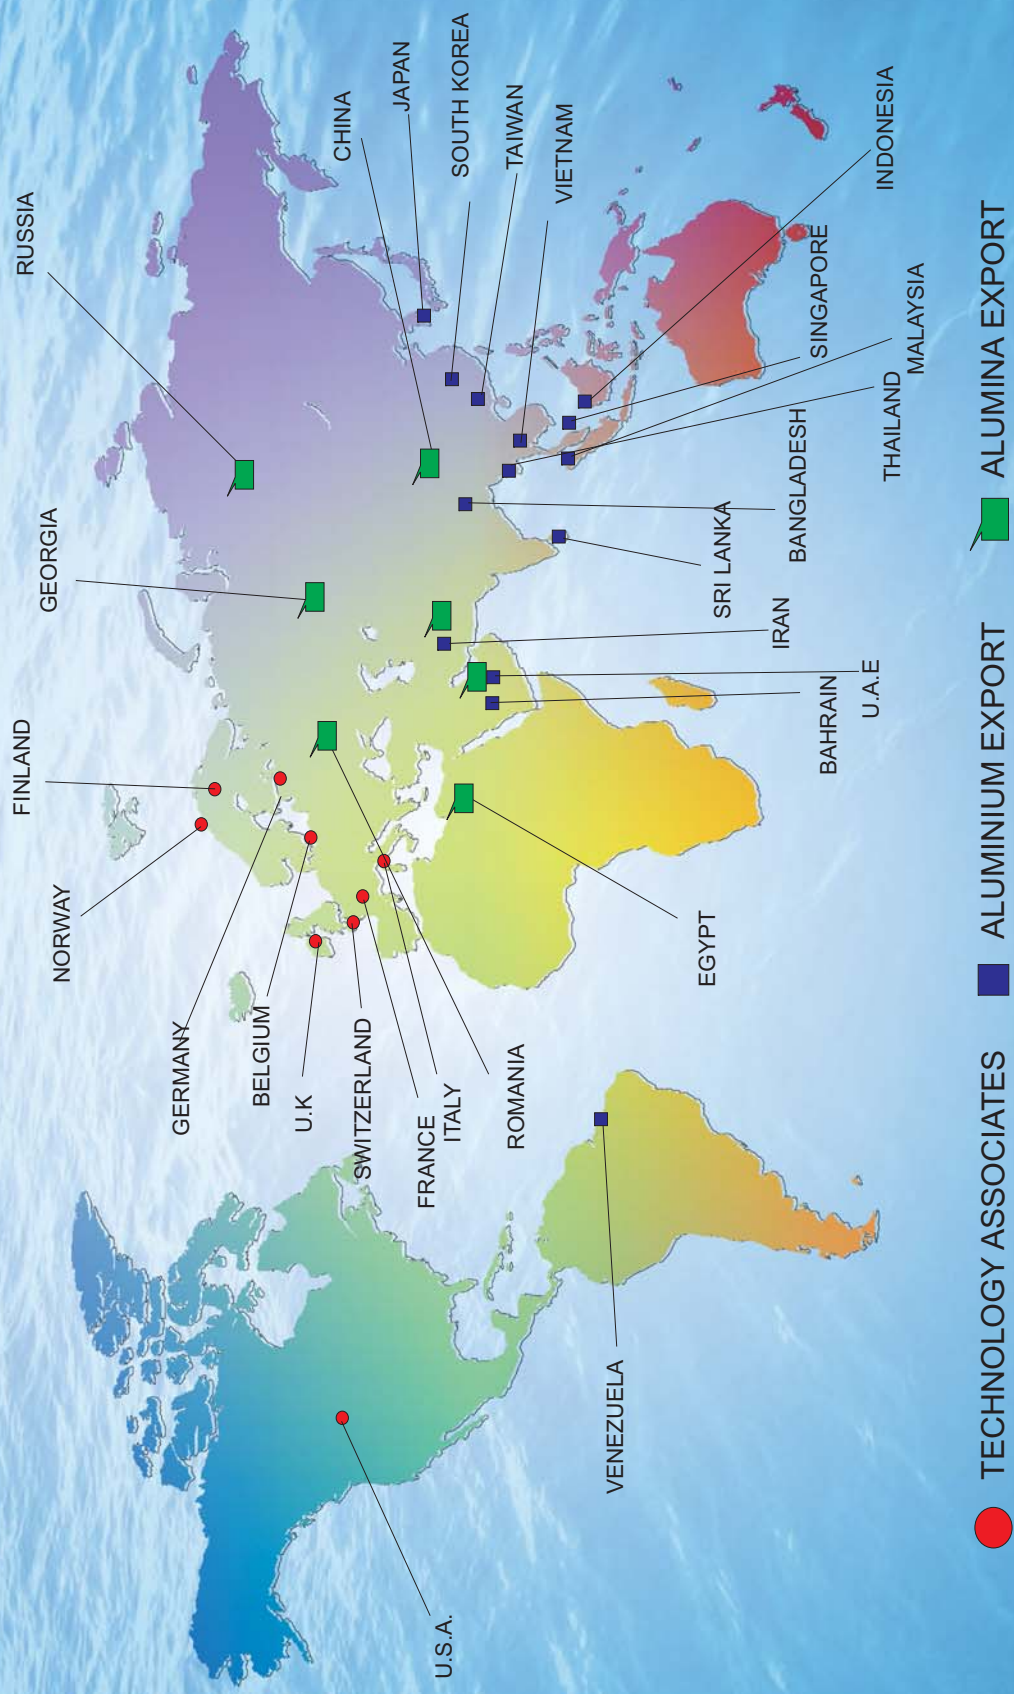 RUSSIA
GEORGIA
FINLAND
NORWAY
CHINA
JAPAN
SOUTH KOREA
TAIWAN
VIETNAM
INDONESIA
SINGAPORE
MALAYSIA
THAILAND
BANGLADESH
SRI LANKA
IRAN
U.A.E
BAHRAIN
EGYPT
GERMANY
BELGIUM
U.K
SWITZERLAND
FRANCE
ITALY
ROMANIA
VENEZUELA
U.S.A.
TECHNOLOGY ASSOCIATES
ALUMINIUM EXPORT
ALUMINA EXPORT